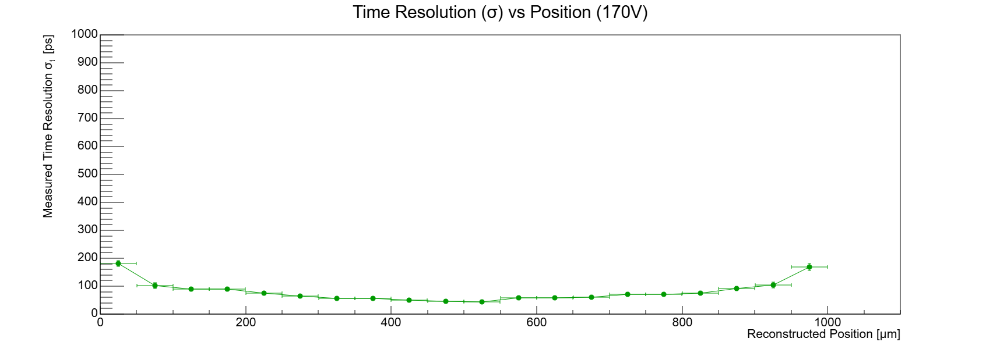 Time Resolution (σ) vs Position (170V)
Measured Time Resolution σt [ps]
1000
900
800
700
600
500
400
300
200
100
0
0 200 400 600 800 1000
Reconstructed Position [μm]